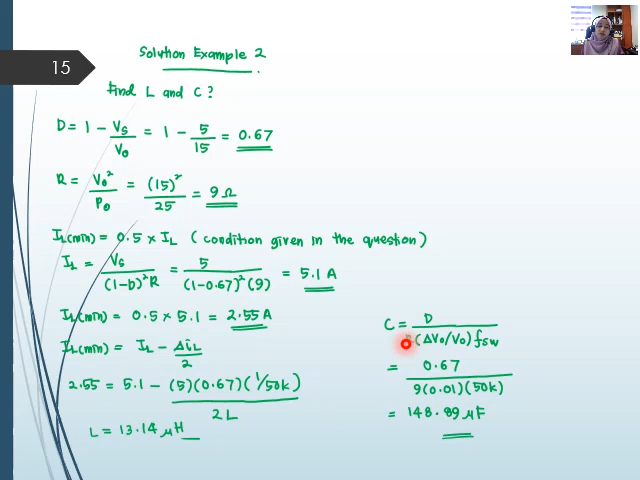 15
Solution Example 2
Find L and C?
D = 1 - Vs/Vo = 1 - 5/15 = 0.67
R = Vo²/Po = (15)²/25 = 9 Ω
IL(min) = 0.5 x IL (condition given in the question)
IL = Vs/(1-D)²R = 5/(1-0.67)²(9) = 5.1 A
IL(min) = 0.5 x 5.1 = 2.55 A
IL(min) = IL - ΔiL/2
2.55 = 5.1 - (5)(0.67)(1/50k)/2L
L = 13.14 μH
C = D/(ΔVo/Vo) fsw
= 0.67/9(0.01)(50k)
= 148.89 μF